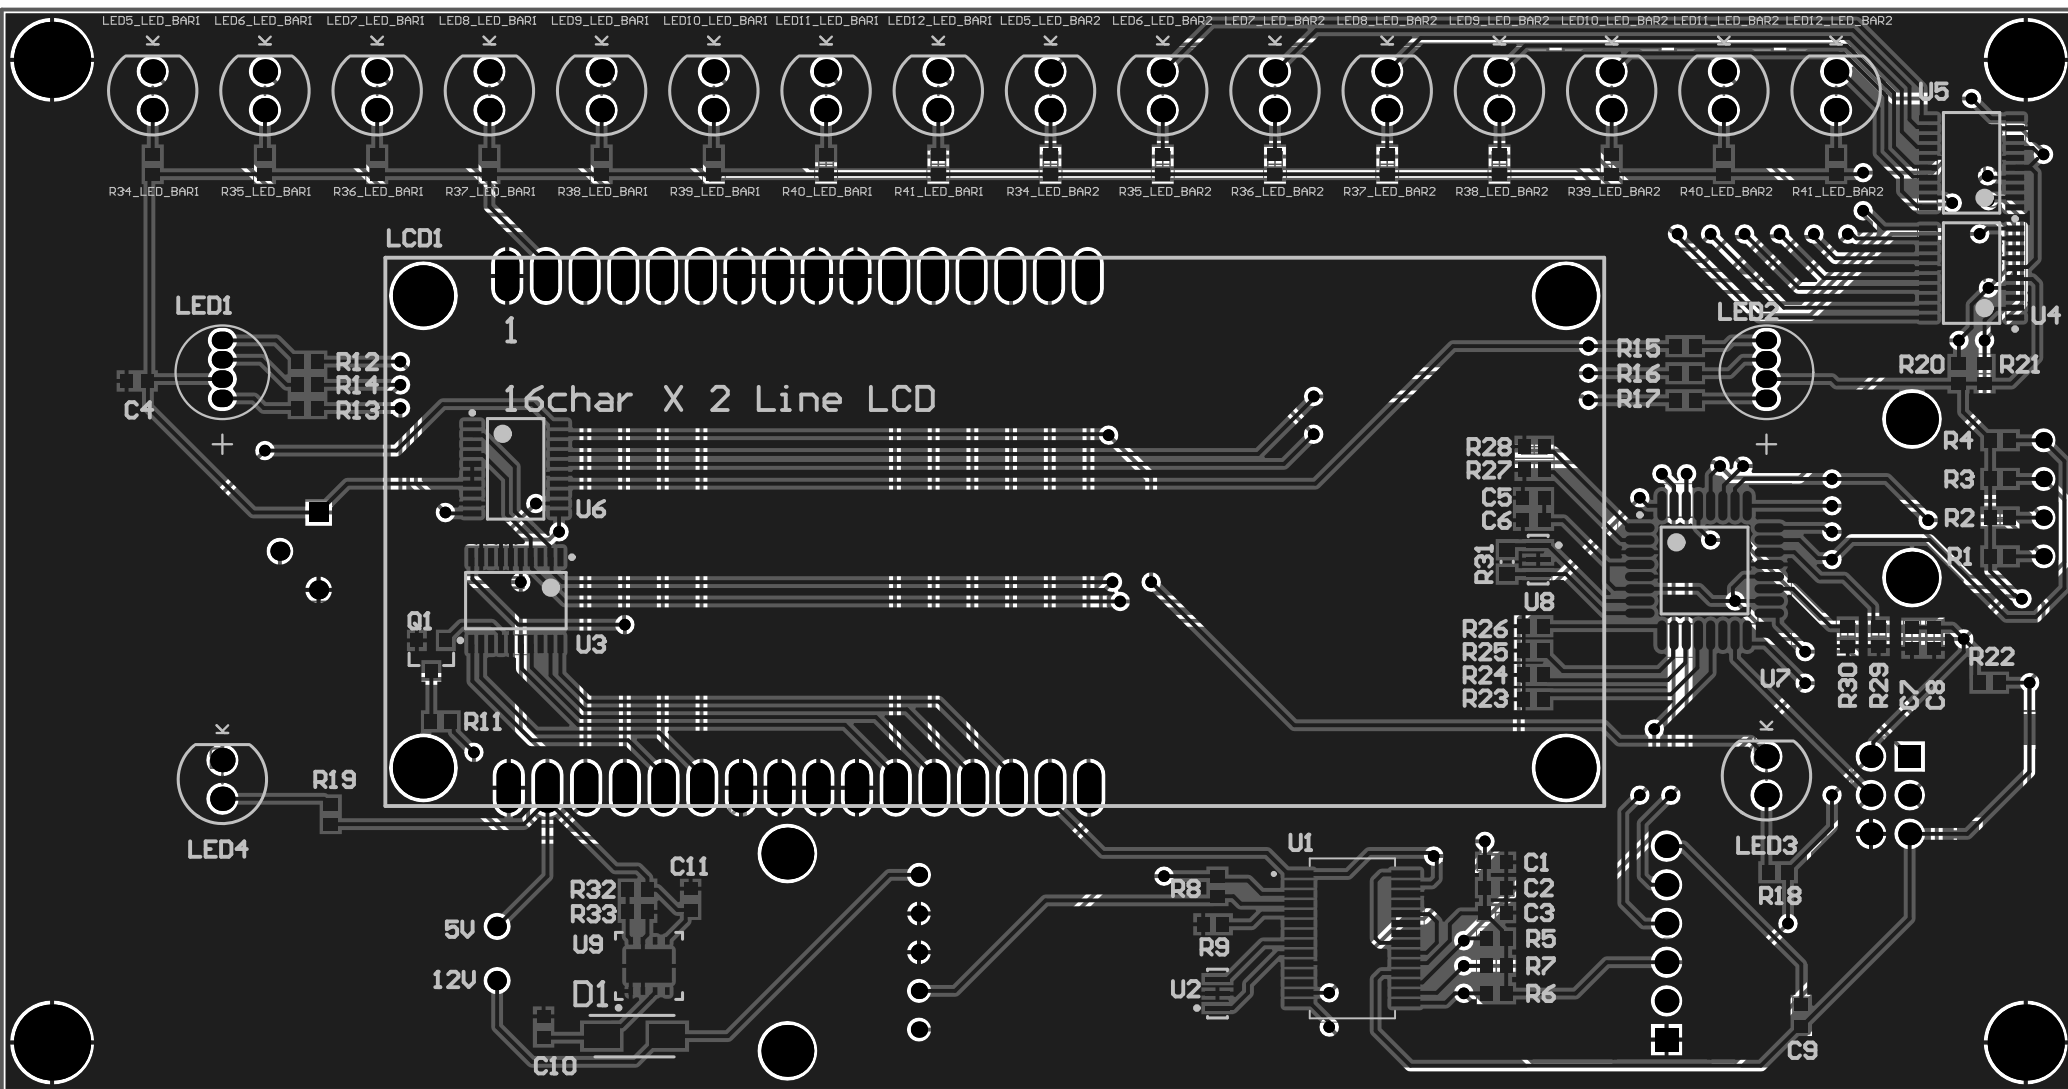 LED5_LED_BAR1 LED6_LED_BAR1 LED7_LED_BAR1 LED8_LED_BAR1 LED9_LED_BAR1 LED10_LED_BAR1 LED11_LED_BAR1 LED12_LED_BAR1 LED5_LED_BAR2 LED6_LED_BAR2 LED7_LED_BAR2 LED8_LED_BAR2 LED9_LED_BAR2 LED10_LED_BAR2 LED11_LED_BAR2 LED12_LED_BAR2
K K K K K K K K K K K K K K K K
U5
R34_LED_BAR1 R35_LED_BAR1 R36_LED_BAR1 R37_LED_BAR1 R38_LED_BAR1 R39_LED_BAR1 R40_LED_BAR1 R41_LED_BAR1 R34_LED_BAR2 R35_LED_BAR2 R36_LED_BAR2 R37_LED_BAR2 R38_LED_BAR2 R39_LED_BAR2 R40_LED_BAR2 R41_LED_BAR2
LCD1
LED1 LED2 U4
1
R12 R15 R20 R21
R14 R16
R13 R17
C4 16char X 2 Line LCD
+ +
R28 R4
R27 R3
C5
U6 C6 R2
R31 R1
U8
Q1 R26
U3 R25 R22
R24 U7 R30 R29 C7 C8
R23
R11
K K
R19
LED4 LED3
U1
C11 C1
R32 R8 C2 R18
R33 C3
5V U9 R9 R5
12V R7
D1 U2 R6
C10 C9